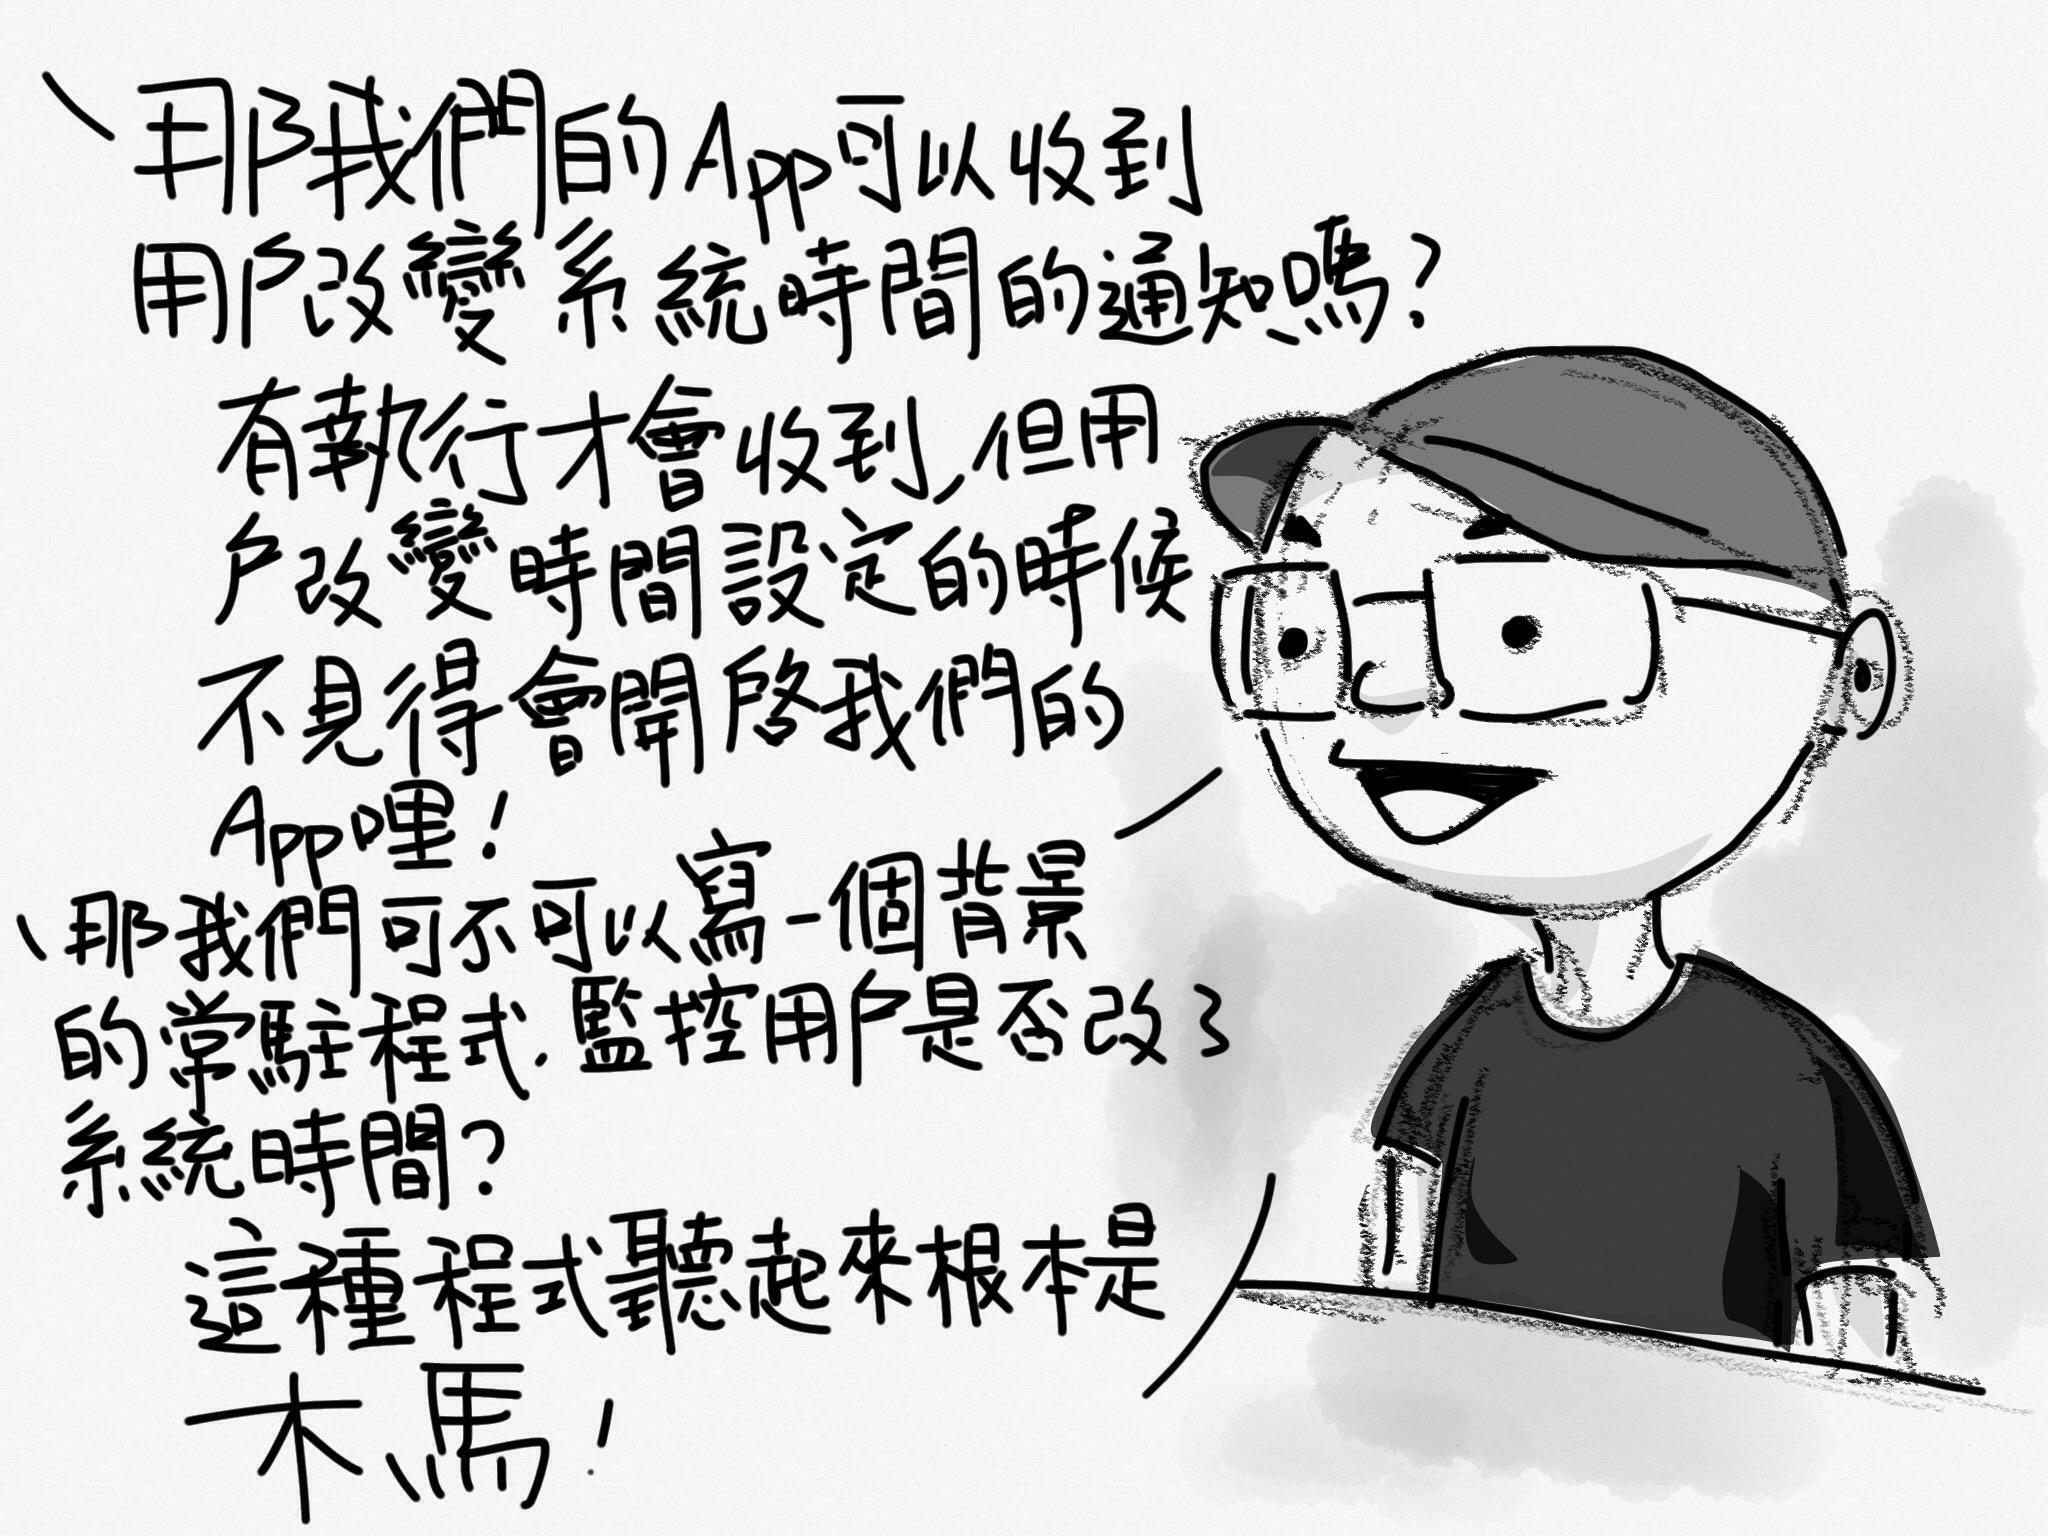 那我們的App可以收到
用戶改變系統時間的通知嗎?
有執行才會收到,但用
戶改變時間設定的時候
不見得會開啓我們的
App哩!
那我們可不可以寫一個背景
的常駐程式,監控用戶是否改了
系統時間?
這種程式聽起來根本是
木馬!